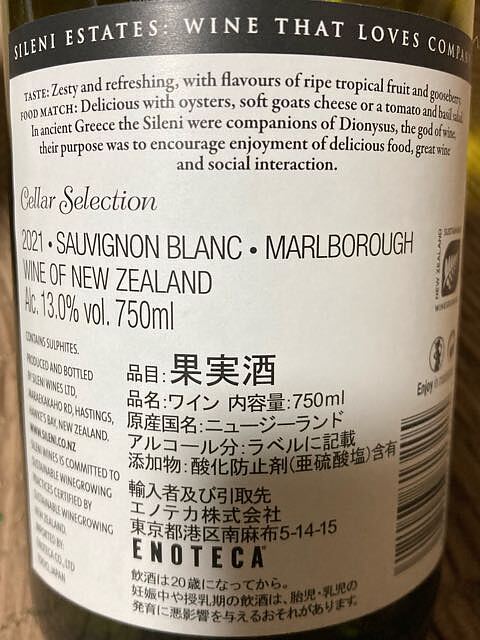 SILENI ESTATES: WINE THAT LOVES
TASTE: Zesty and refreshing, with flavours of ripe tropical fruit and gooseberry.
FOOD MATCH: Delicious with oysters, soft goats cheese or a tomato and basil
In ancient Greece the Sileni were companions of Dionysus, the god of wine,
their purpose was to encourage enjoyment of delicious food, great wine
and social interaction.
Cellar Selection
2021 • SAUVIGNON BLANC • MARLBOROUGH
WINE OF NEW ZEALAND
Alc. 13.0% vol. 750ml
CONTAINS SULPHITES.
PRODUCED AND BOTTLED
BY SILENI WINES LTD,
MARAEKAKAHO RD, HASTINGS,
HAWKE'S BAY, NEW ZEALAND.
WWW.SILENI.CO.NZ
SILENI WINES IS COMMITTED TO
SUSTAINABLE WINEGROWING
PRACTICES CERTIFIED BY
SUSTAINABLE WINEGROWING
NEW ZEALAND.
IMPORTED BY:
ENOTECA CO., LTD
TOKYO, JAPAN
品目:果実酒
品名:ワイン 内容量:750ml
原産国名:ニュージーランド
アルコール分:ラベルに記載
添加物:酸化防止剤(亜硫酸塩)含有
輸入者及び引取先
エノテカ株式会社
東京都港区南麻布5-14-15
ENOTECA
飲酒は20歳になってから。
妊娠中や授乳期の飲酒は、胎児・乳児の
発育に悪影響を与えるおそれがあります。
NEW ZEALAND
Enjoy